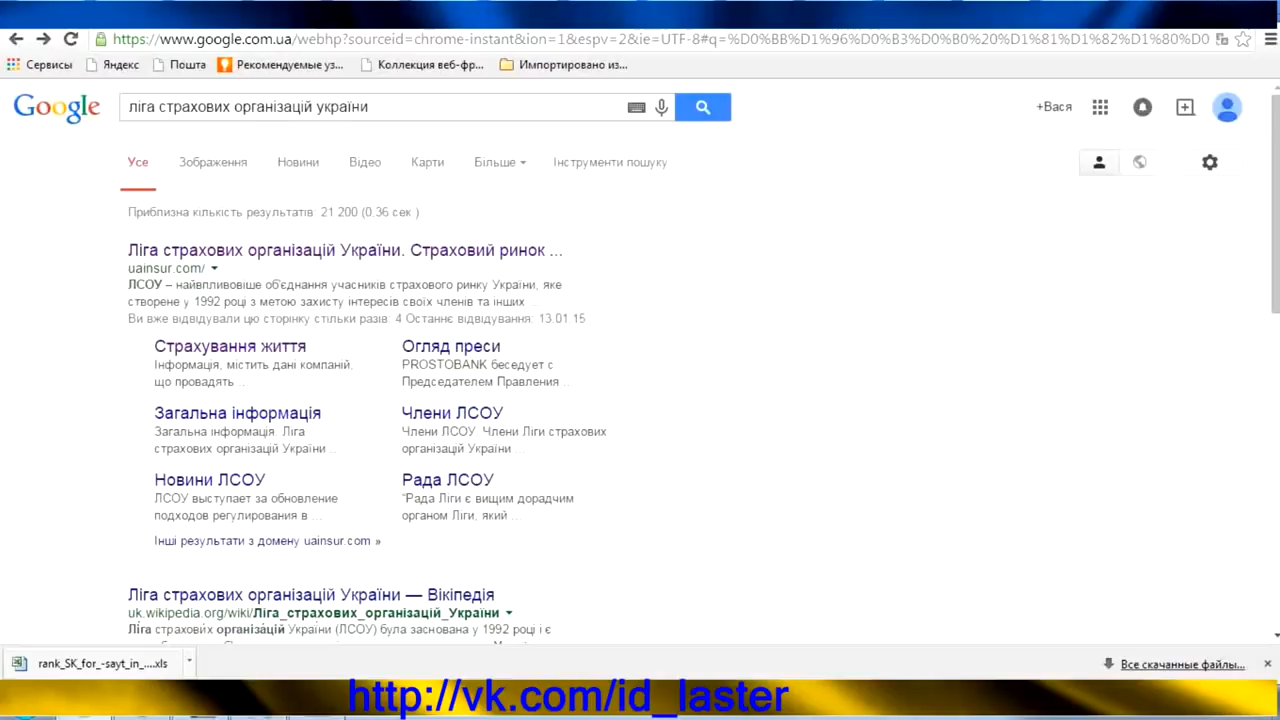 https://www.google.com.ua/webhp?sourceid=chrome-instant&ion=1&espv=2&ie=UTF-8#q=%D0%BB%D1%96%D0%B3%D0%B0%20%D1%81%D1%82%D1%80%D0
Сервисы Яндекс Пошта Рекомендуемые уз... Коллекция веб-фр... Импортировано из...
Google ліга страхових організацій україни +Вася
Усе Зображення Новини Відео Карти Більше Інструменти пошуку
Приблизна кількість результатів: 21 200 (0,36 сек.)
Ліга страхових організацій України. Страховий ринок ...
uainsur.com/
ЛСОУ – найвпливовіше об'єднання учасників страхового ринку України, яке
створене у 1992 році з метою захисту інтересів своїх членів та інших ...
Ви вже відвідували цю сторінку стільки разів: 4 Останнє відвідування: 13.01.15
Страхування життя
Інформація, містить дані компаній,
що провадять ...
Огляд преси
PROSTOBANK беседует с
Председателем Правления ...
Загальна інформація
Загальна інформація. Ліга
страхових організацій України ...
Члени ЛСОУ
Члени ЛСОУ. Члени Ліги страхових
організацій України ...
Новини ЛСОУ
ЛСОУ выступает за обновление
подходов регулирования в ...
Рада ЛСОУ
"Рада Ліги є вищим дорадчим
органом Ліги, який ...
Інші результати з домену uainsur.com »
Ліга страхових організацій України — Вікіпедія
uk.wikipedia.org/wiki/Ліга_страхових_організацій_України
Лі́га страхови́х організа́цій України (ЛСОУ) була заснована у 1992 році і є
rank_SK_for_-sayt_in_....xls Все скачанные файлы...
http://vk.com/id_laster